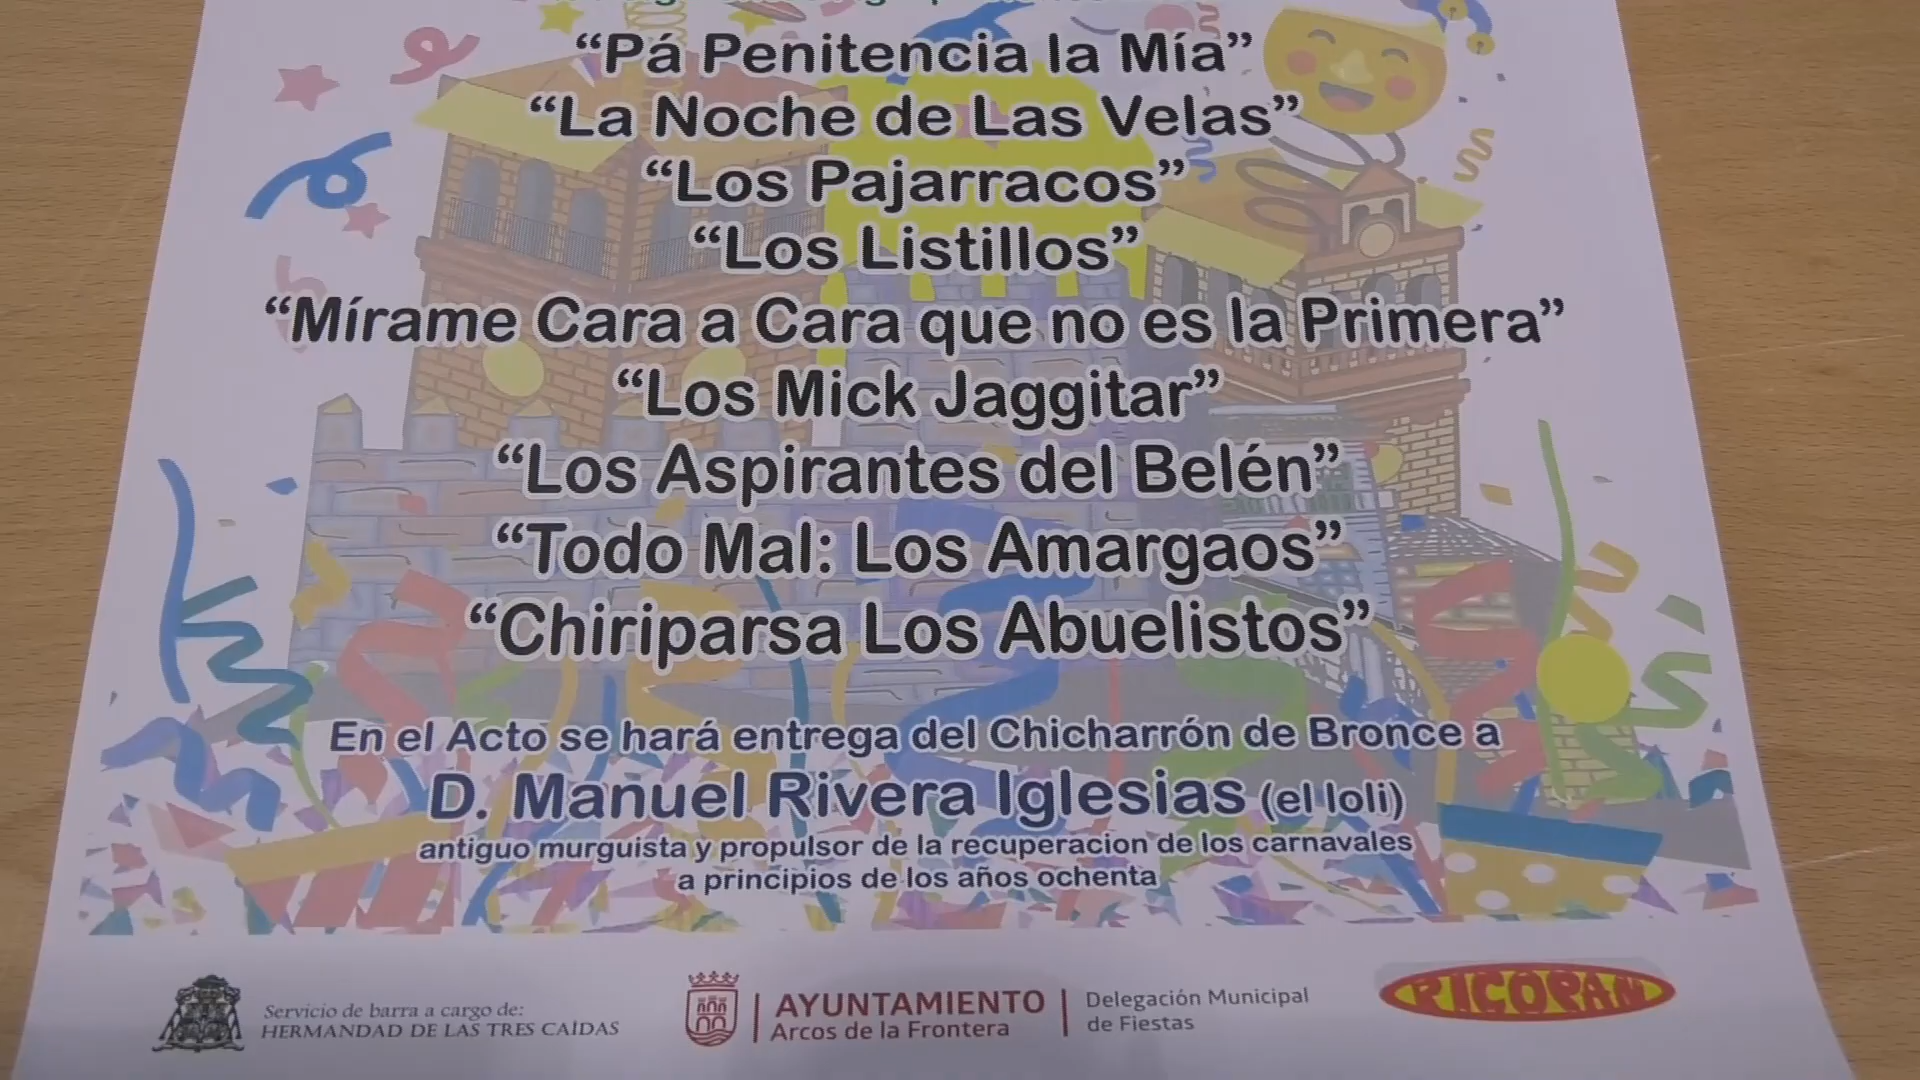 “Pá Penitencia la Mía”
“La Noche de Las Velas”
“Los Pajarracos”
“Los Listillos”
“Mírame Cara a Cara que no es la Primera”
“Los Mick Jaggitar”
“Los Aspirantes del Belén”
“Todo Mal: Los Amargaos”
“Chiriparsa Los Abuelistos”
En el Acto se hará entrega del Chicharrón de Bronce a
D. Manuel Rivera Iglesias (el loli)
antiguo murguista y propulsor de la recuperacion de los carnavales
a principios de los años ochenta
Servicio de barra a cargo de:
HERMANDAD DE LAS TRES CAÍDAS
AYUNTAMIENTO
Arcos de la Frontera
Delegación Municipal
de Fiestas
RICOPAN